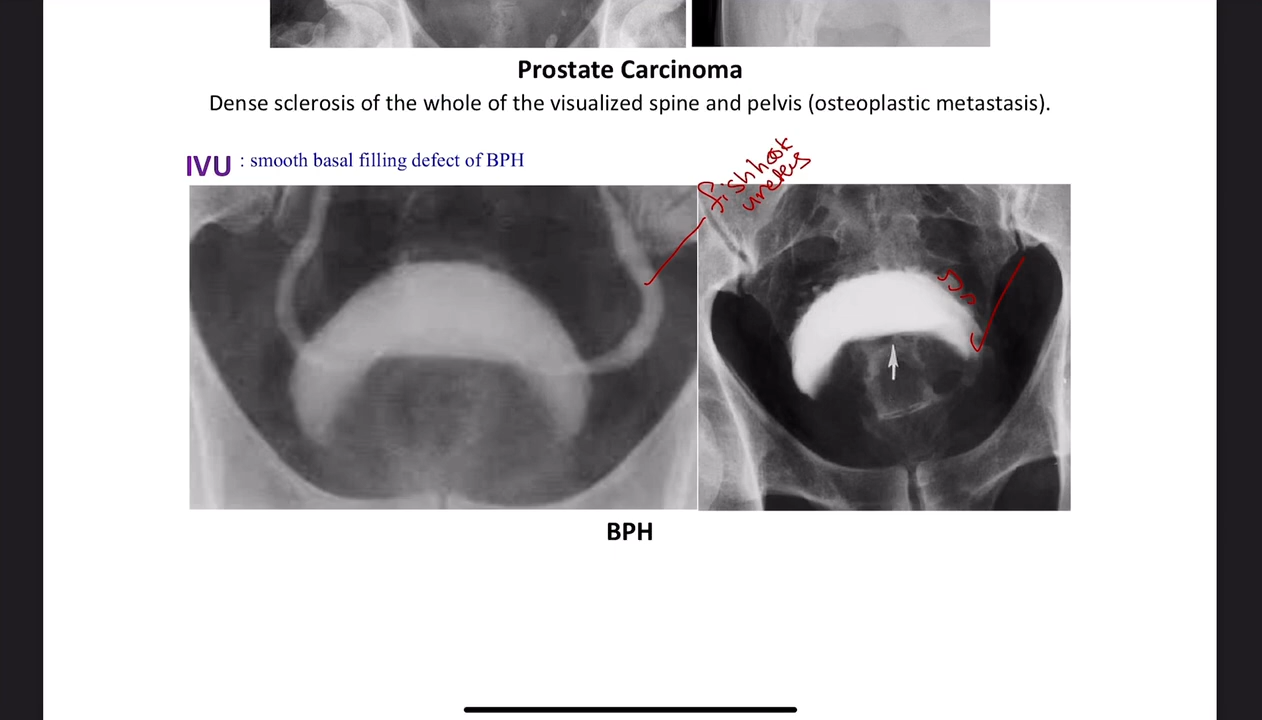 Prostate Carcinoma
Dense sclerosis of the whole of the visualized spine and pelvis (osteoplastic metastasis).
IVU : smooth basal filling defect of BPH
fishhook
ureters
BPH